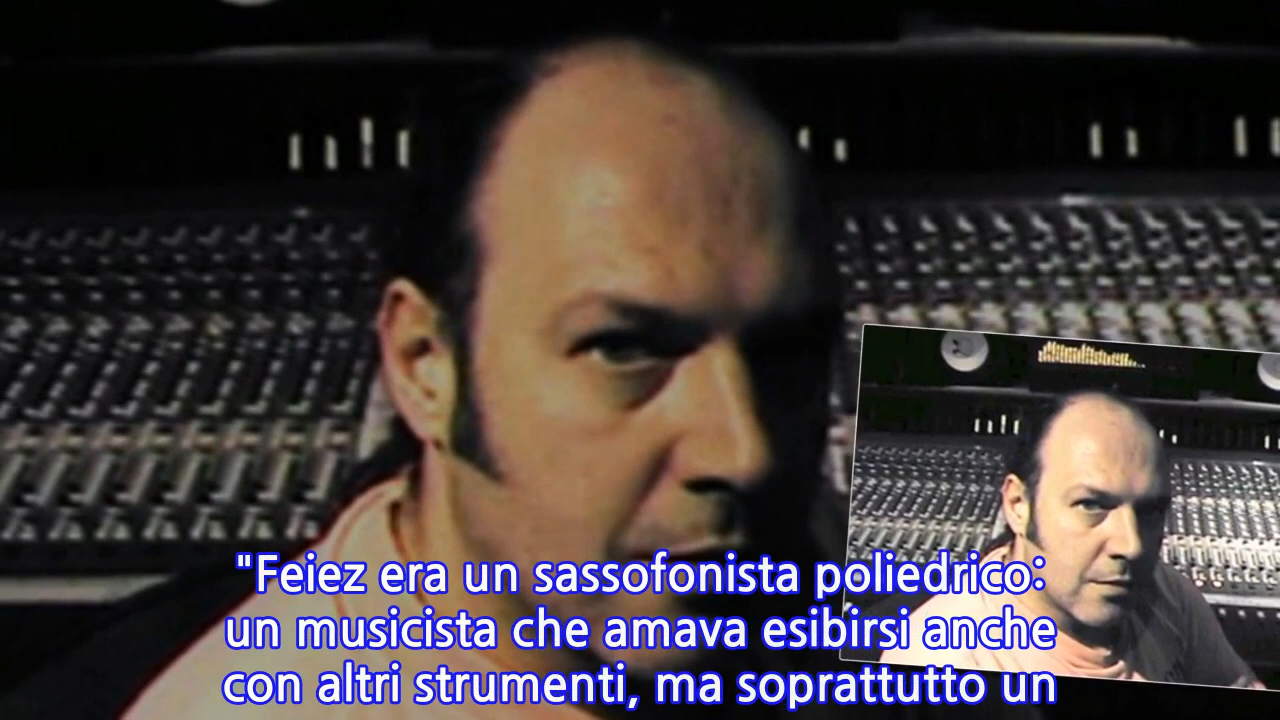 "Feiez era un sassofonista poliedrico:
un musicista che amava esibirsi anche
con altri strumenti, ma soprattutto un